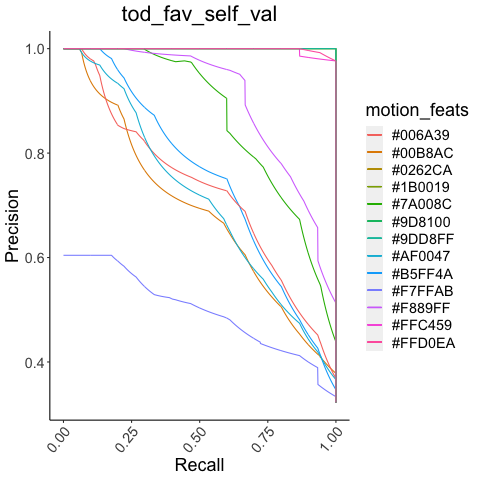 tod_fav_self_val
Precision
1.0
0.8
0.6
0.4
0.00
0.25
0.50
0.75
1.00
Recall
motion_feats
#006A39
#00B8AC
#0262CA
#1B0019
#7A008C
#9D8100
#9DD8FF
#AF0047
#B5FF4A
#F7FFAB
#F889FF
#FFC459
#FFD0EA